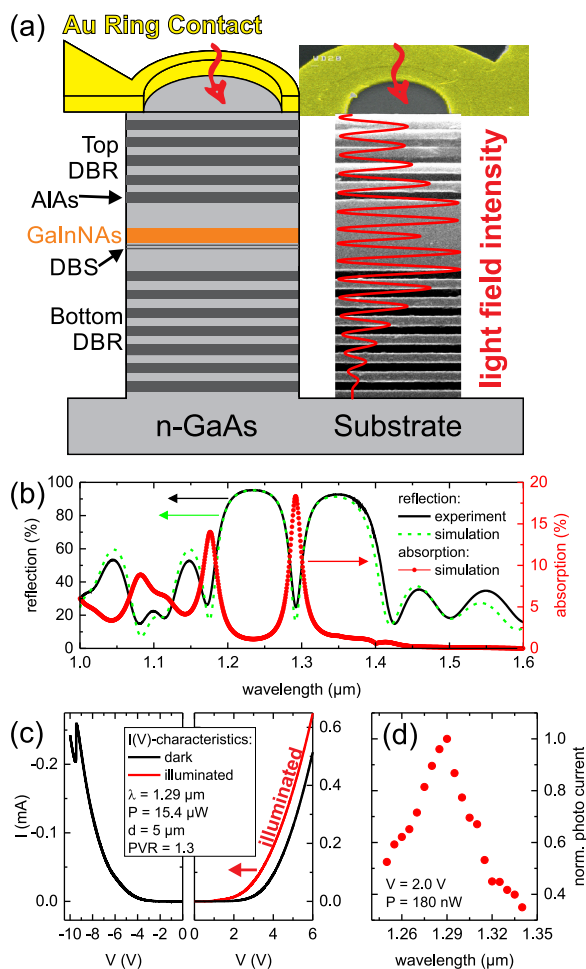 (a)
Au Ring Contact
Top
DBR
AlAs
GaInNAs
DBS
Bottom
DBR
light field intensity
n-GaAs
Substrate
(b)
100
80
60
40
20
0
reflection (%)
reflection:
experiment
simulation
absorption:
simulation
20
15
10
5
0
absorption (%)
1.0
1.1
1.2
1.3
1.4
1.5
1.6
wavelength (µm)
(c)
-0.2
-0.1
0.0
I (mA)
I(V)-characteristics:
dark
illuminated
λ = 1.29 µm
P = 15.4 µW
d = 5 µm
PVR = 1.3
illuminated
0.6
0.4
0.2
0.0
-10
-8
-6
-4
-2
0
V (V)
0
2
4
6
V (V)
(d)
1.0
0.8
0.6
0.4
norm. photo current
V = 2.0 V
P = 180 nW
1.26
1.29
1.32
1.35
wavelength (µm)